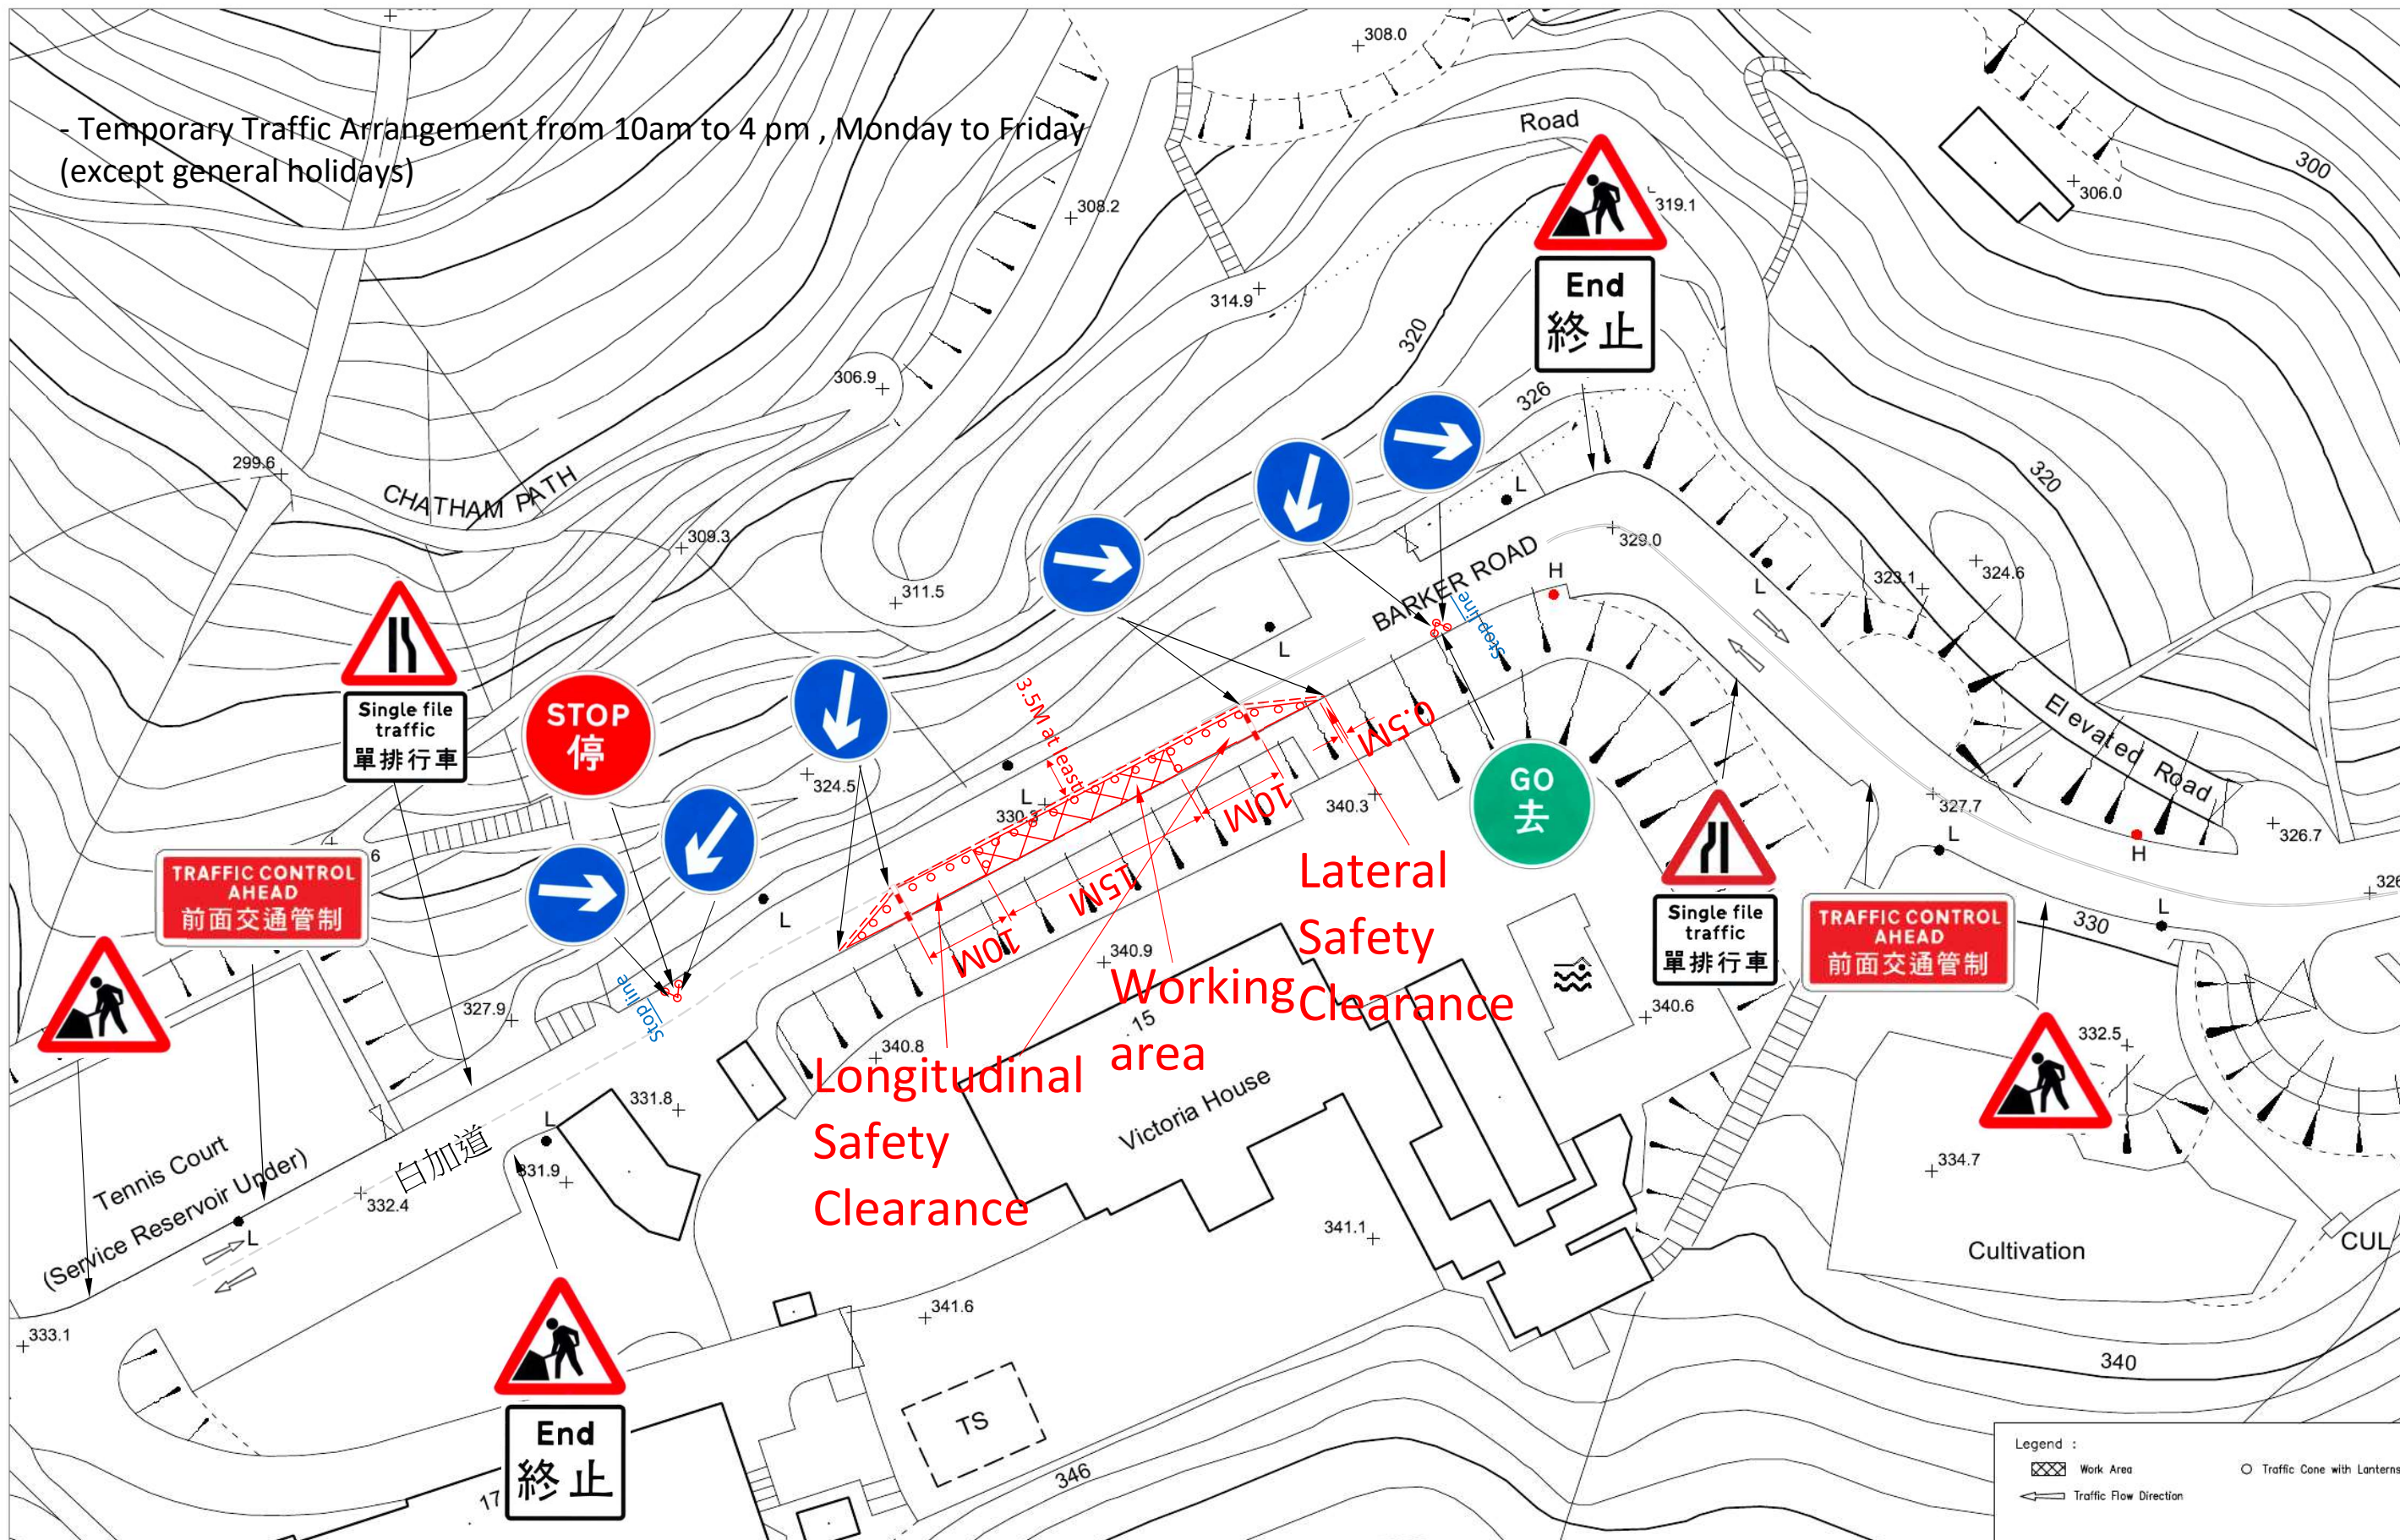 - Temporary Traffic Arrangement from 10am to 4 pm , Monday to Friday
(except general holidays)
308.0
Road
300
306.0
319.1
308.2
End
終止
314.9
320
306.9
326
299.6
CHATHAM PATH
320
309.3
L
329.0
BARKER ROAD
H
323.1
324.6
311.5
L
Stop line
L
Single file
traffic
單排行車
STOP
停
3.5M at least
0.5M
Elevated Road
324.5
L
330.3
10M
340.3
GO
去
327.7
L
326.7
H
6
15M
Lateral
Safety
Clearance
TRAFFIC CONTROL
AHEAD
前面交通管制
L
10M
340.9
Working
area
Single file
traffic
單排行車
TRAFFIC CONTROL
AHEAD
前面交通管制
330
L
326
327.9
Stop line
15
340.6
332.5
340.8
Longitudinal
Safety
Clearance
331.8
Victoria House
L
白加道
331.9
334.7
Tennis Court
(Service Reservoir Under)
332.4
L
341.1
Cultivation
CUL
341.6
333.1
340
End
終止
TS
346
17
Legend :
Work Area
Traffic Cone with Lanterns
Traffic Flow Direction